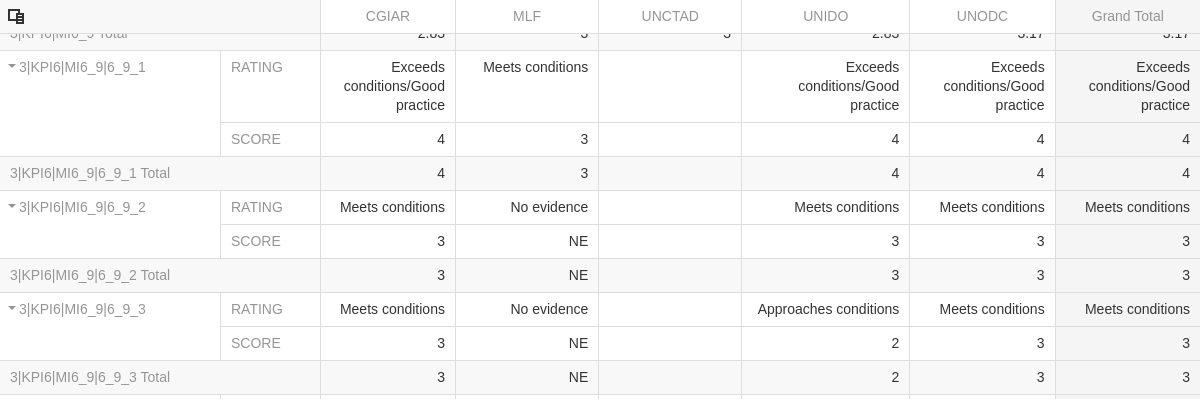 CGIAR MLF UNCTAD UNIDO UNODC Grand Total
3|KPI6|MI6_9 Total 2.83 3 3 2.83 3.17 3.17
3|KPI6|MI6_9|6_9_1 RATING Exceeds Meets conditions Exceeds Exceeds Exceeds
conditions/Good conditions/Good conditions/Good conditions/Good
practice practice practice practice
SCORE 4 3 4 4 4
3|KPI6|MI6_9|6_9_1 Total 4 3 4 4 4
3|KPI6|MI6_9|6_9_2 RATING Meets conditions No evidence Meets conditions Meets conditions Meets conditions
SCORE 3 NE 3 3 3
3|KPI6|MI6_9|6_9_2 Total 3 NE 3 3 3
3|KPI6|MI6_9|6_9_3 RATING Meets conditions No evidence Approaches conditions Meets conditions Meets conditions
SCORE 3 NE 2 3 3
3|KPI6|MI6_9|6_9_3 Total 3 NE 2 3 3